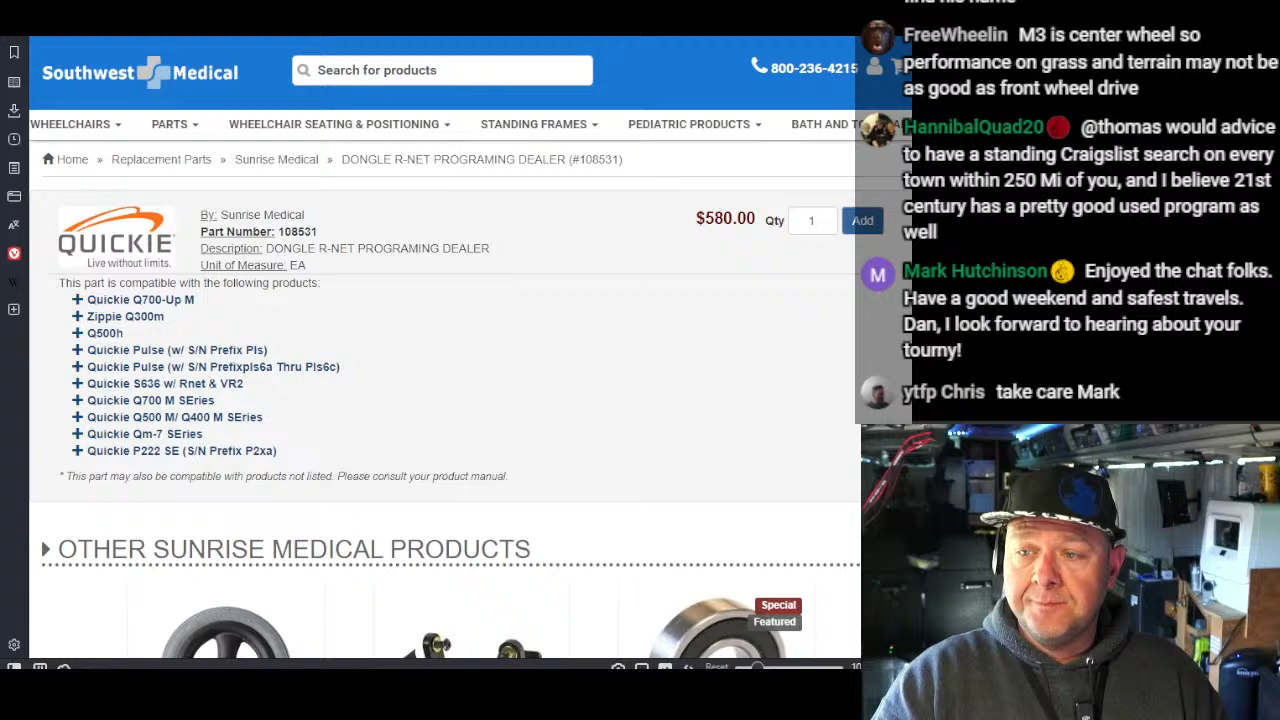 Southwest Medical
Search for products
800-236-4215
WHEELCHAIRS PARTS WHEELCHAIR SEATING & POSITIONING STANDING FRAMES PEDIATRIC PRODUCTS BATH AND
Home » Replacement Parts » Sunrise Medical » DONGLE R-NET PROGRAMING DEALER (#108531)
QUICKIE
Live without limits.
By: Sunrise Medical
Part Number: 108531
Description: DONGLE R-NET PROGRAMING DEALER
Unit of Measure: EA
$580.00 Qty 1 Add
This part is compatible with the following products:
Quickie Q700-Up M
Zippie Q300m
Q500h
Quickie Pulse (w/ S/N Prefix Pls)
Quickie Pulse (w/ S/N Prefixpls6a Thru Pls6c)
Quickie S636 w/ Rnet & VR2
Quickie Q700 M SEries
Quickie Q500 M/ Q400 M SEries
Quickie Qm-7 SEries
Quickie P222 SE (S/N Prefix P2xa)
* This part may also be compatible with products not listed. Please consult your product manual.
OTHER SUNRISE MEDICAL PRODUCTS
Special
Featured
Reset
FreeWheelin M3 is center wheel so
performance on grass and terrain may not be
as good as front wheel drive
HannibalQuad20 @thomas would advice
to have a standing Craigslist search on every
town within 250 Mi of you, and I believe 21st
century has a pretty good used program as
well
M
Mark Hutchinson Enjoyed the chat folks.
Have a good weekend and safest travels.
Dan, I look forward to hearing about your
tourny!
ytfp Chris take care Mark